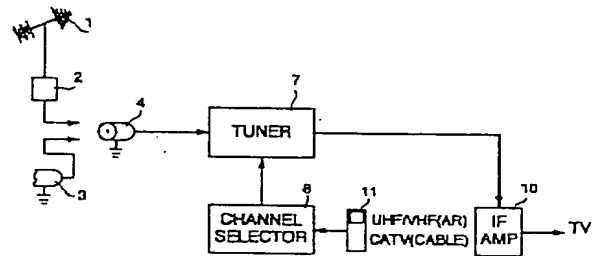 1
2
3
4
7
TUNER
8
CHANNEL
SELECTOR
11
UHF/VHF(AR)
CATV(CABLE)
10
IF
AMP
TV